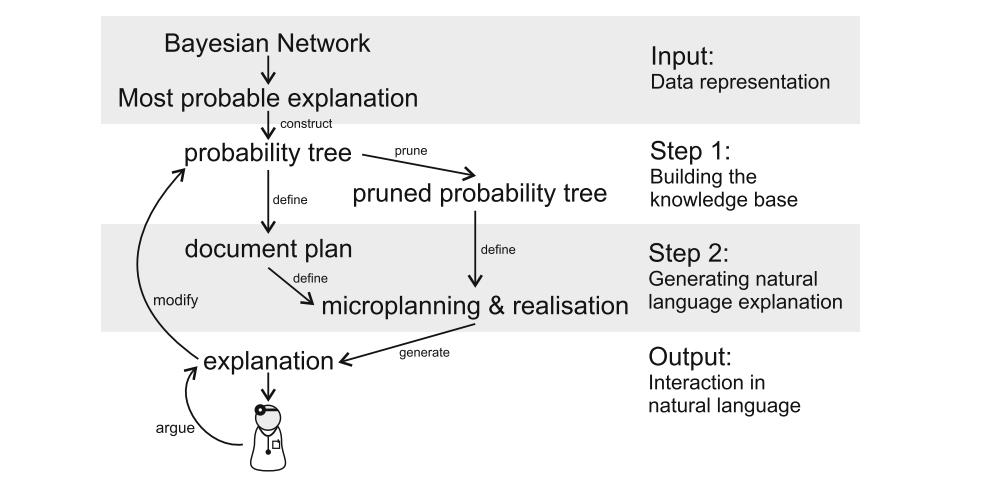 Bayesian Network
Most probable explanation
Input:
Data representation
construct
probability tree
prune
pruned probability tree
Step 1:
Building the
knowledge base
define
document plan
define
define
microplanning & realisation
Step 2:
Generating natural
language explanation
modify
explanation
generate
Output:
Interaction in
natural language
argue